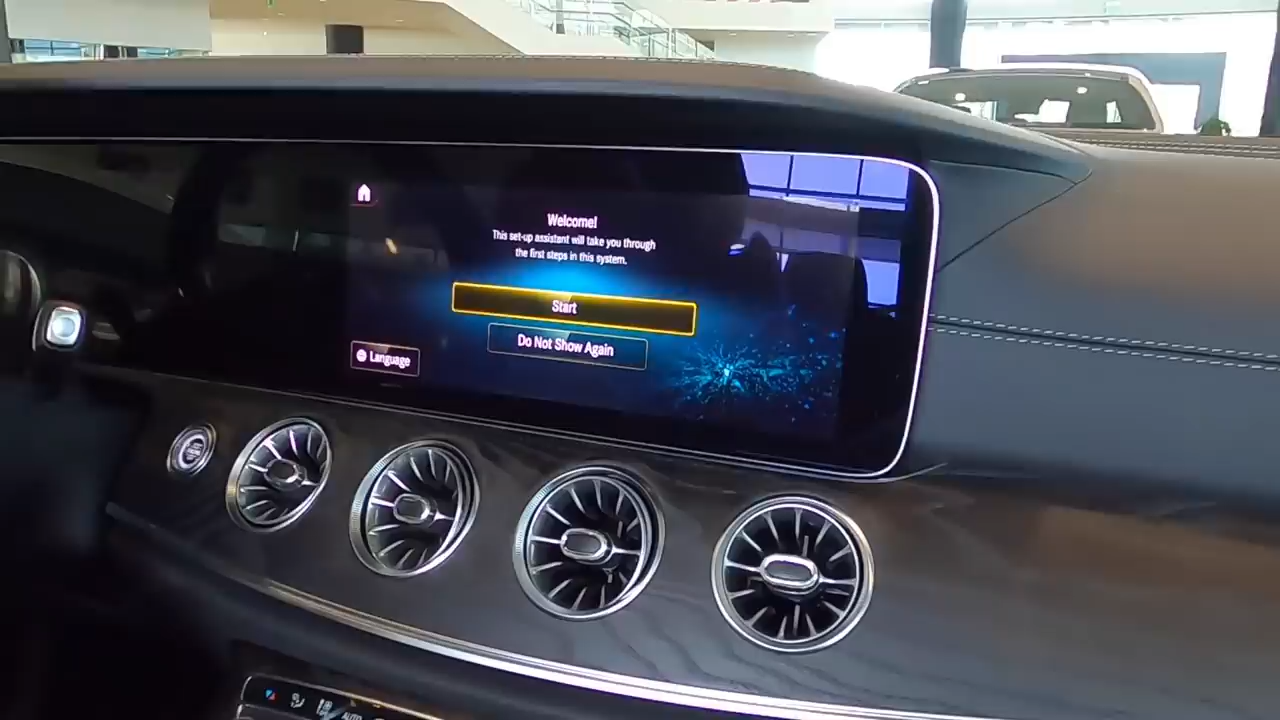 Welcome!
This set-up assistant will take you through
the first steps in this system.
Start
Do Not Show Again
Language
AUTO